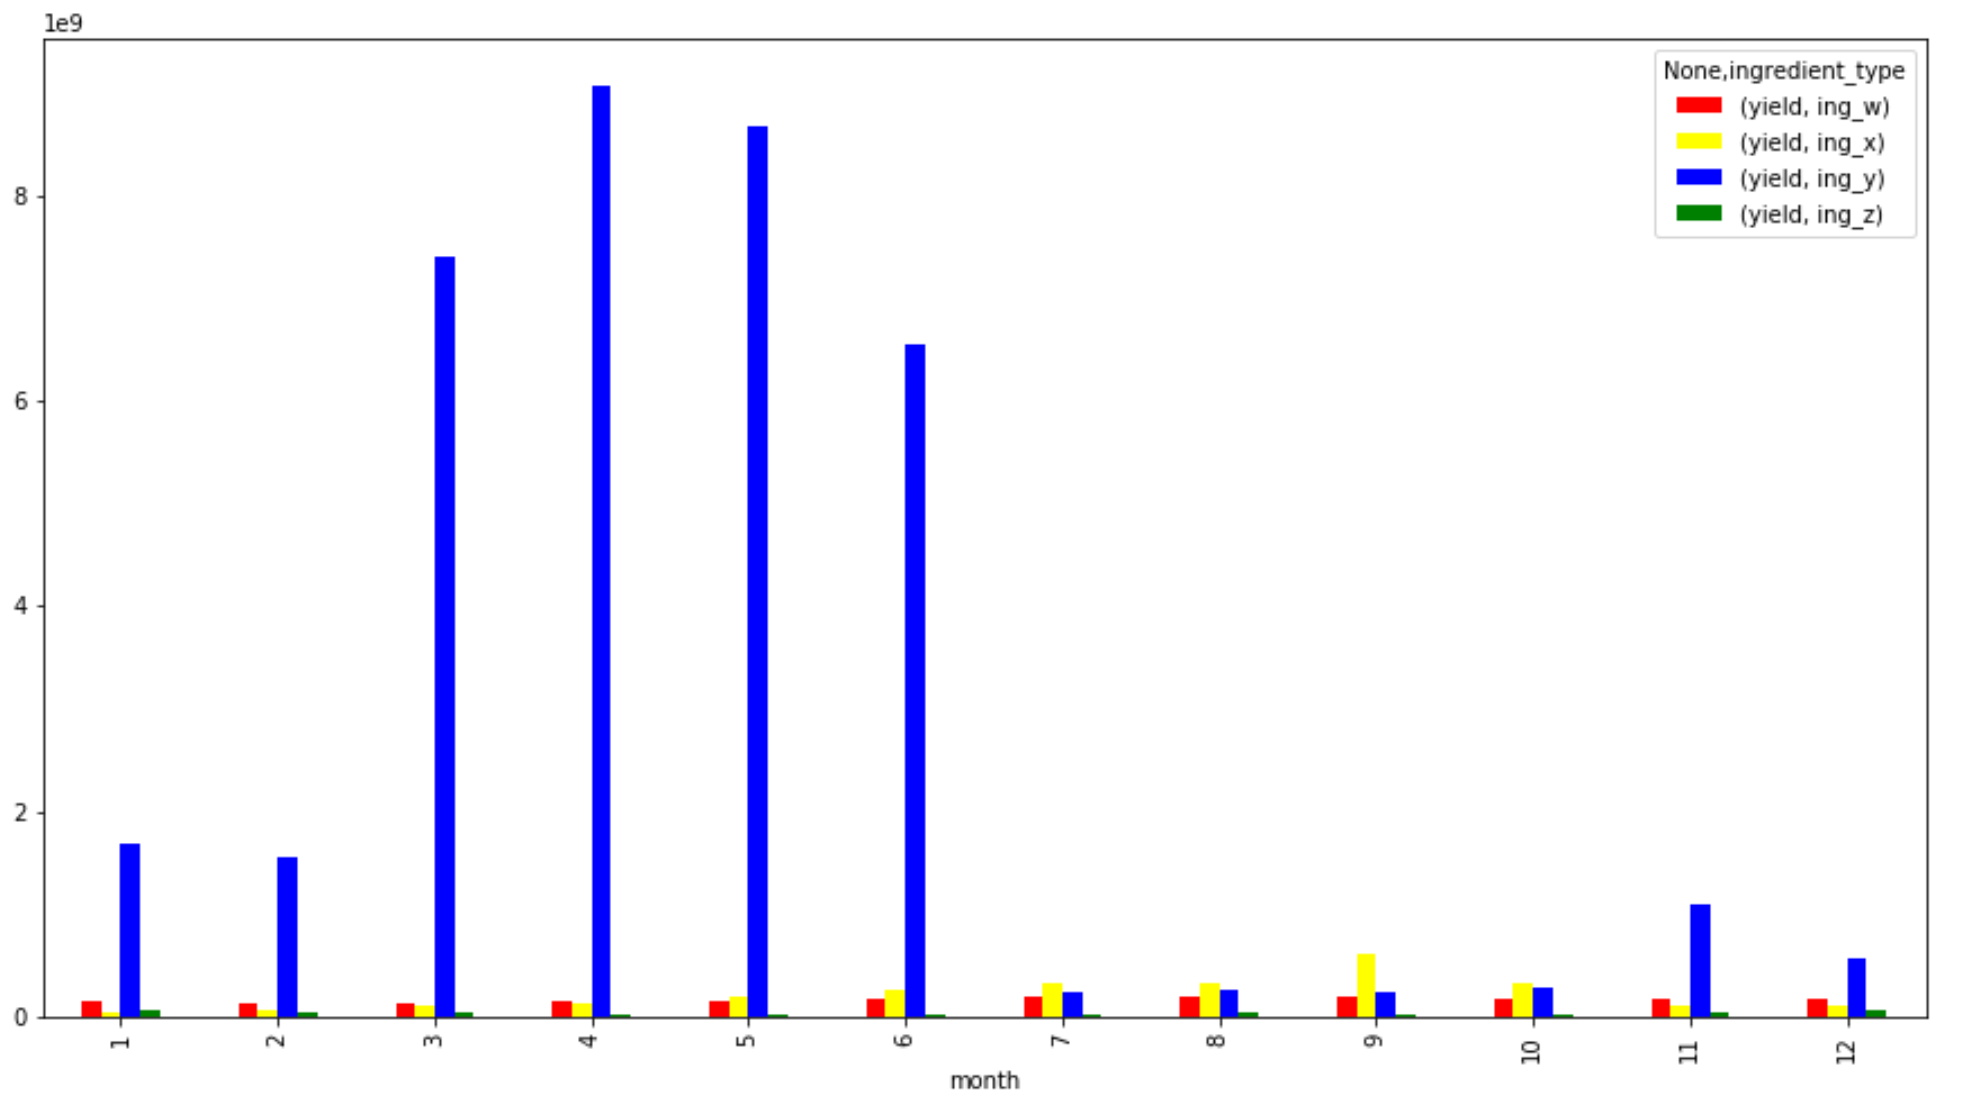 1e9
None,ingredient_type
(yield, ing_w)
(yield, ing_x)
(yield, ing_y)
(yield, ing_z)
8
6
4
2
0
1 2 3 4 5 6 7 8 9 10 11 12
month